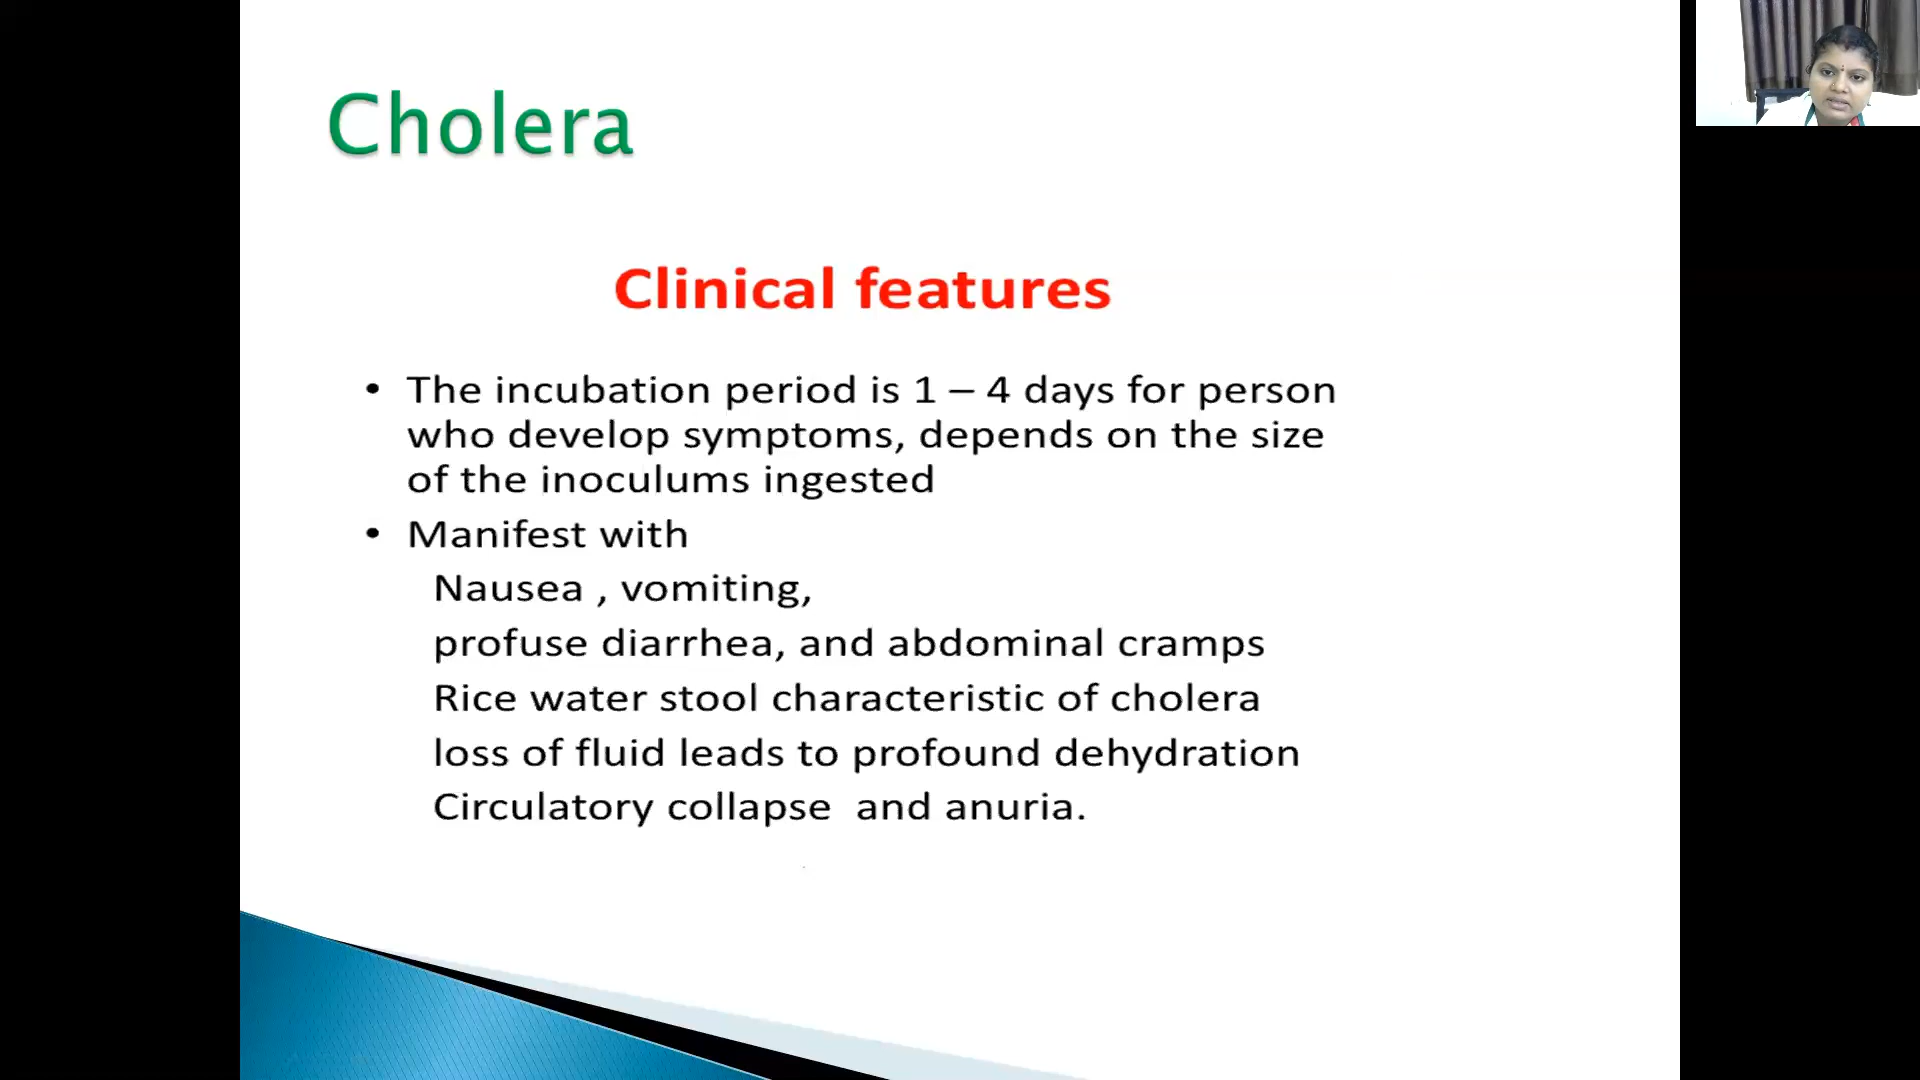 Cholera
Clinical features
• The incubation period is 1 – 4 days for person
who develop symptoms, depends on the size
of the inoculums ingested
• Manifest with
Nausea , vomiting,
profuse diarrhea, and abdominal cramps
Rice water stool characteristic of cholera
loss of fluid leads to profound dehydration
Circulatory collapse  and anuria.